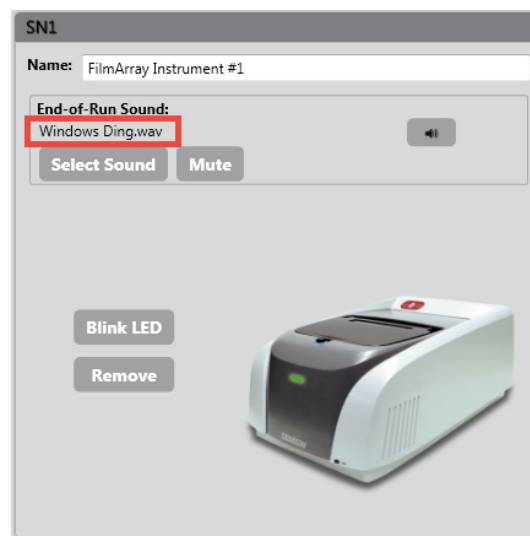 SN1
Name: FilmArray Instrument #1
End-of-Run Sound:
Windows Ding.wav
Select Sound Mute
Blink LED
Remove